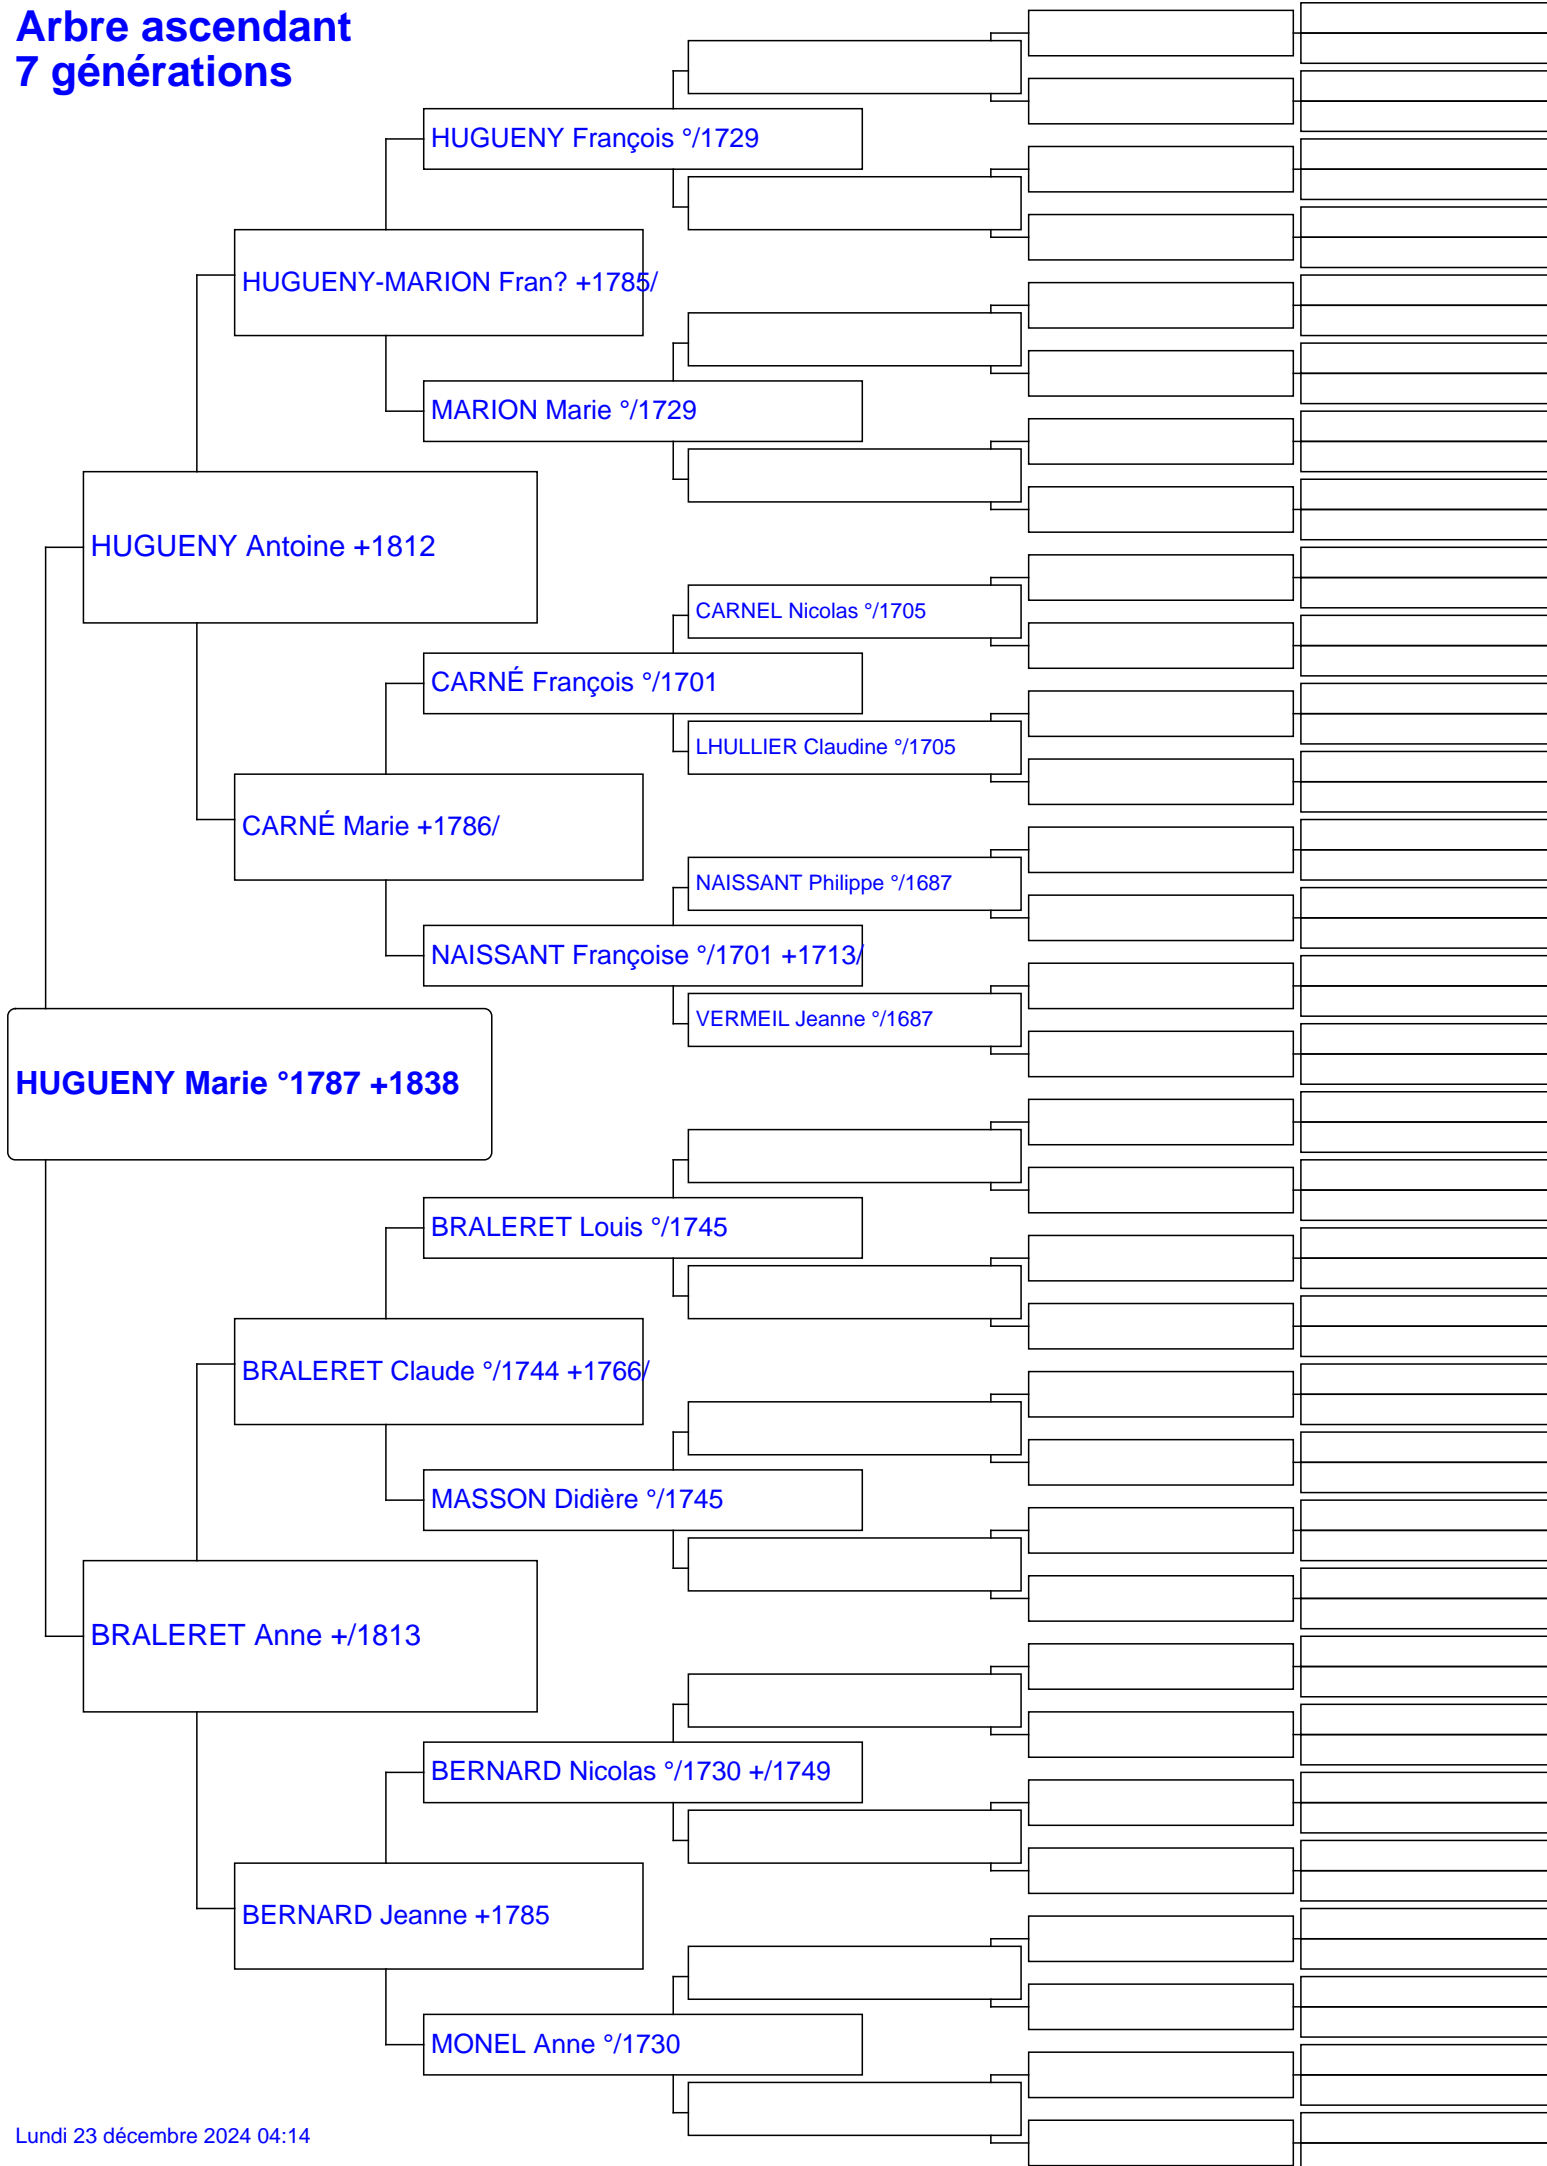 Arbre ascendant
7 générations
HUGUENY François °/1729
HUGUENY-MARION Fran? +1785/
MARION Marie °/1729
HUGUENY Antoine +1812
CARNEL Nicolas °/1705
CARNÉ François °/1701
LHULLIER Claudine °/1705
CARNÉ Marie +1786/
NAISSANT Philippe °/1687
NAISSANT Françoise °/1701 +1713/
VERMEIL Jeanne °/1687
HUGUENY Marie °1787 +1838
BRALERET Louis °/1745
BRALERET Claude °/1744 +1766/
MASSON Didière °/1745
BRALERET Anne +/1813
BERNARD Nicolas °/1730 +/1749
BERNARD Jeanne +1785
MONEL Anne °/1730
Lundi 23 décembre 2024 04:14